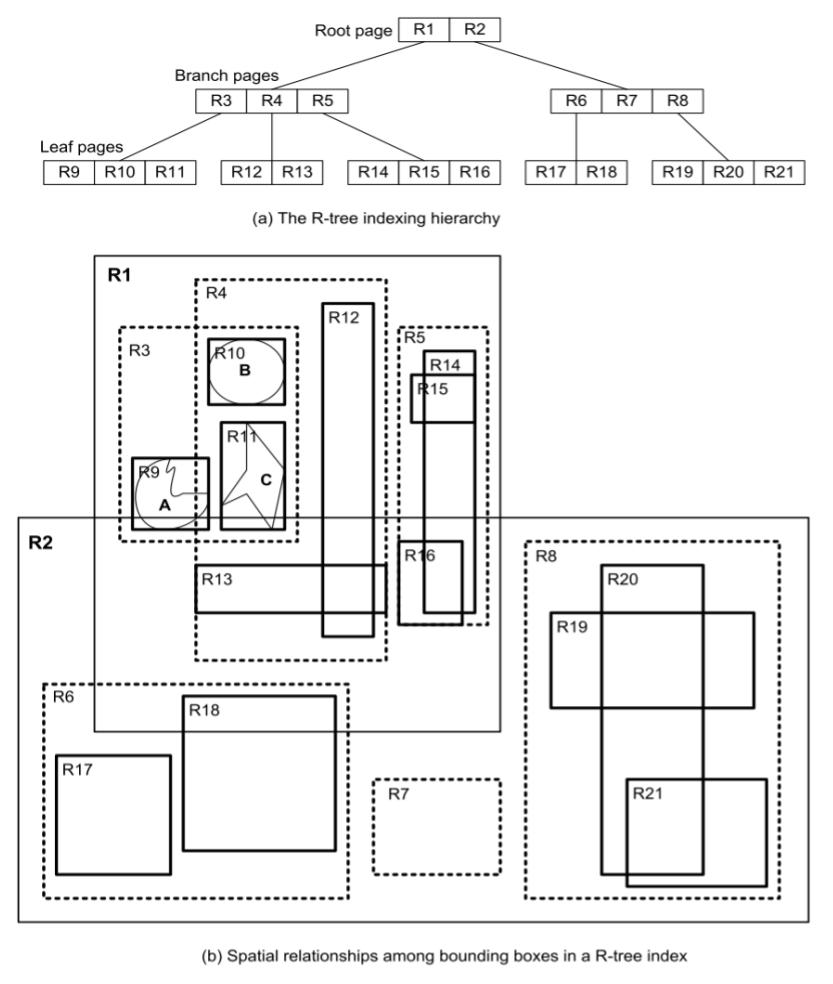 Root page R1 R2
Branch pages
R3 R4 R5 R6 R7 R8
Leaf pages
R9 R10 R11 R12 R13 R14 R15 R16 R17 R18 R19 R20 R21
(a) The R-tree indexing hierarchy
R1
R4
R12
R3
R10
B
R5
R14
R15
R11
R9
C
A
R2
R16
R8
R13
R20
R19
R6
R18
R17
R7
R21
(b) Spatial relationships among bounding boxes in a R-tree index